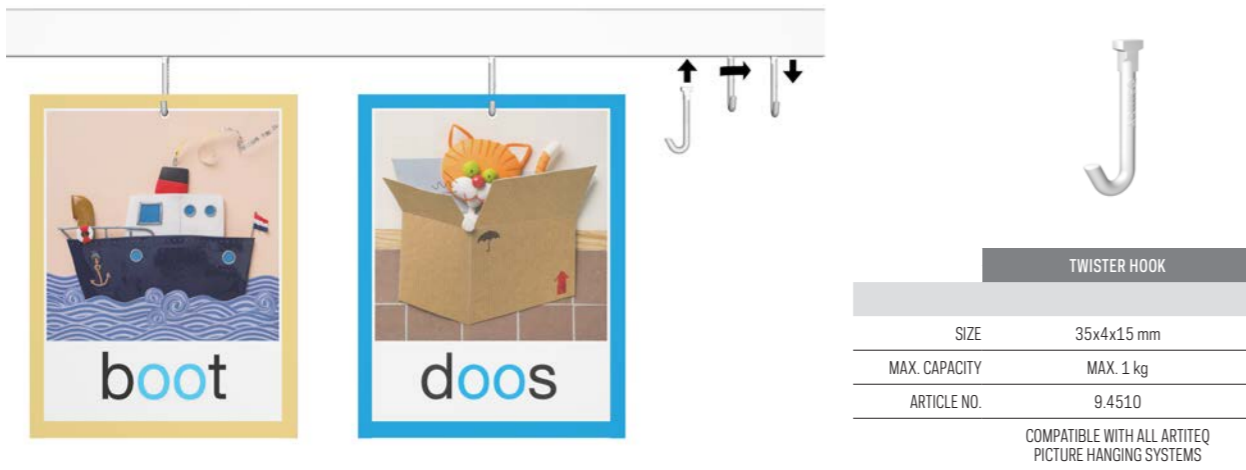 boot
doos
TWISTER HOOK
SIZE 35x4x15 mm
MAX. CAPACITY MAX. 1 kg
ARTICLE NO. 9.4510
COMPATIBLE WITH ALL ARTITEQ
PICTURE HANGING SYSTEMS